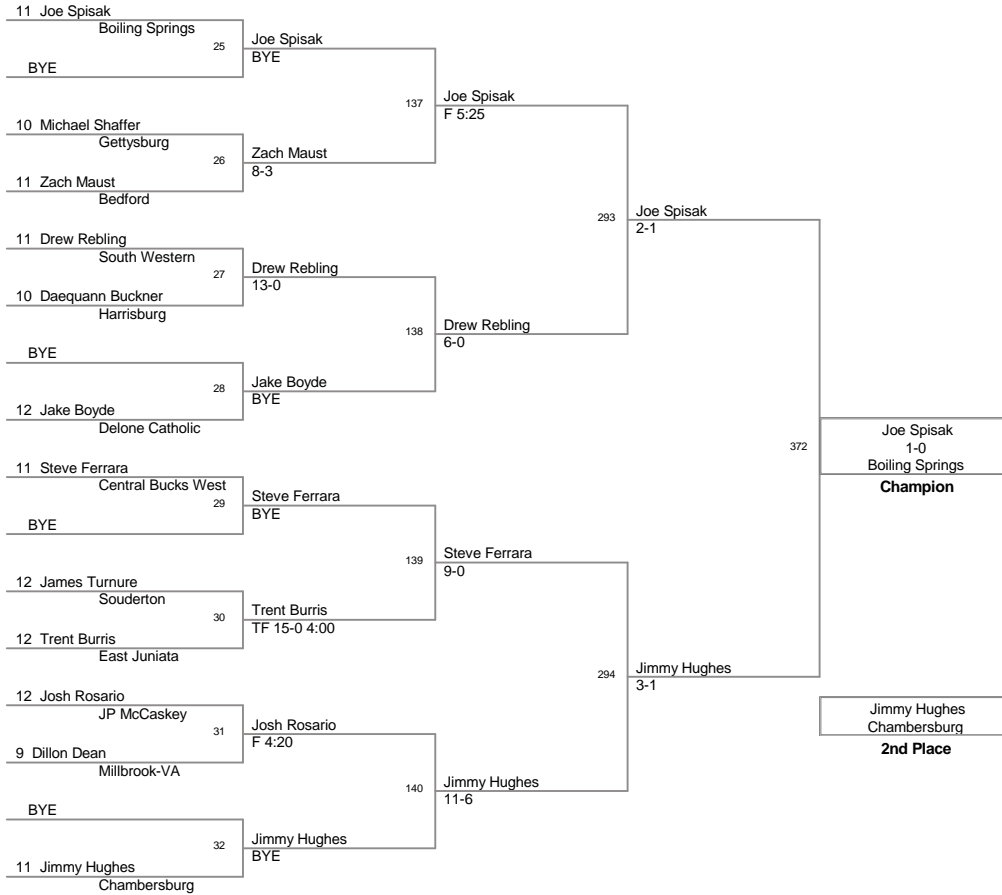 11 Joe Spisak
Boiling Springs
25
BYE
Joe Spisak
BYE
137
10 Michael Shaffer
Gettysburg
26
11 Zach Maust
Bedford
Zach Maust
8-3
Joe Spisak
F 5:25
293
11 Drew Rebling
South Western
27
10 Daequann Buckner
Harrisburg
Drew Rebling
13-0
138
BYE
28
12 Jake Boyde
Delone Catholic
Jake Boyde
BYE
Drew Rebling
6-0
Joe Spisak
2-1
372
11 Steve Ferrara
Central Bucks West
29
BYE
Steve Ferrara
BYE
139
12 James Turnure
Souderton
30
12 Trent Burris
East Juniata
Trent Burris
TF 15-0 4:00
Steve Ferrara
9-0
294
12 Josh Rosario
JP McCaskey
31
9 Dillon Dean
Millbrook-VA
Josh Rosario
F 4:20
140
BYE
32
11 Jimmy Hughes
Chambersburg
Jimmy Hughes
BYE
Jimmy Hughes
11-6
Jimmy Hughes
3-1
Joe Spisak
1-0
Boiling Springs
Champion
Jimmy Hughes
Chambersburg
2nd Place